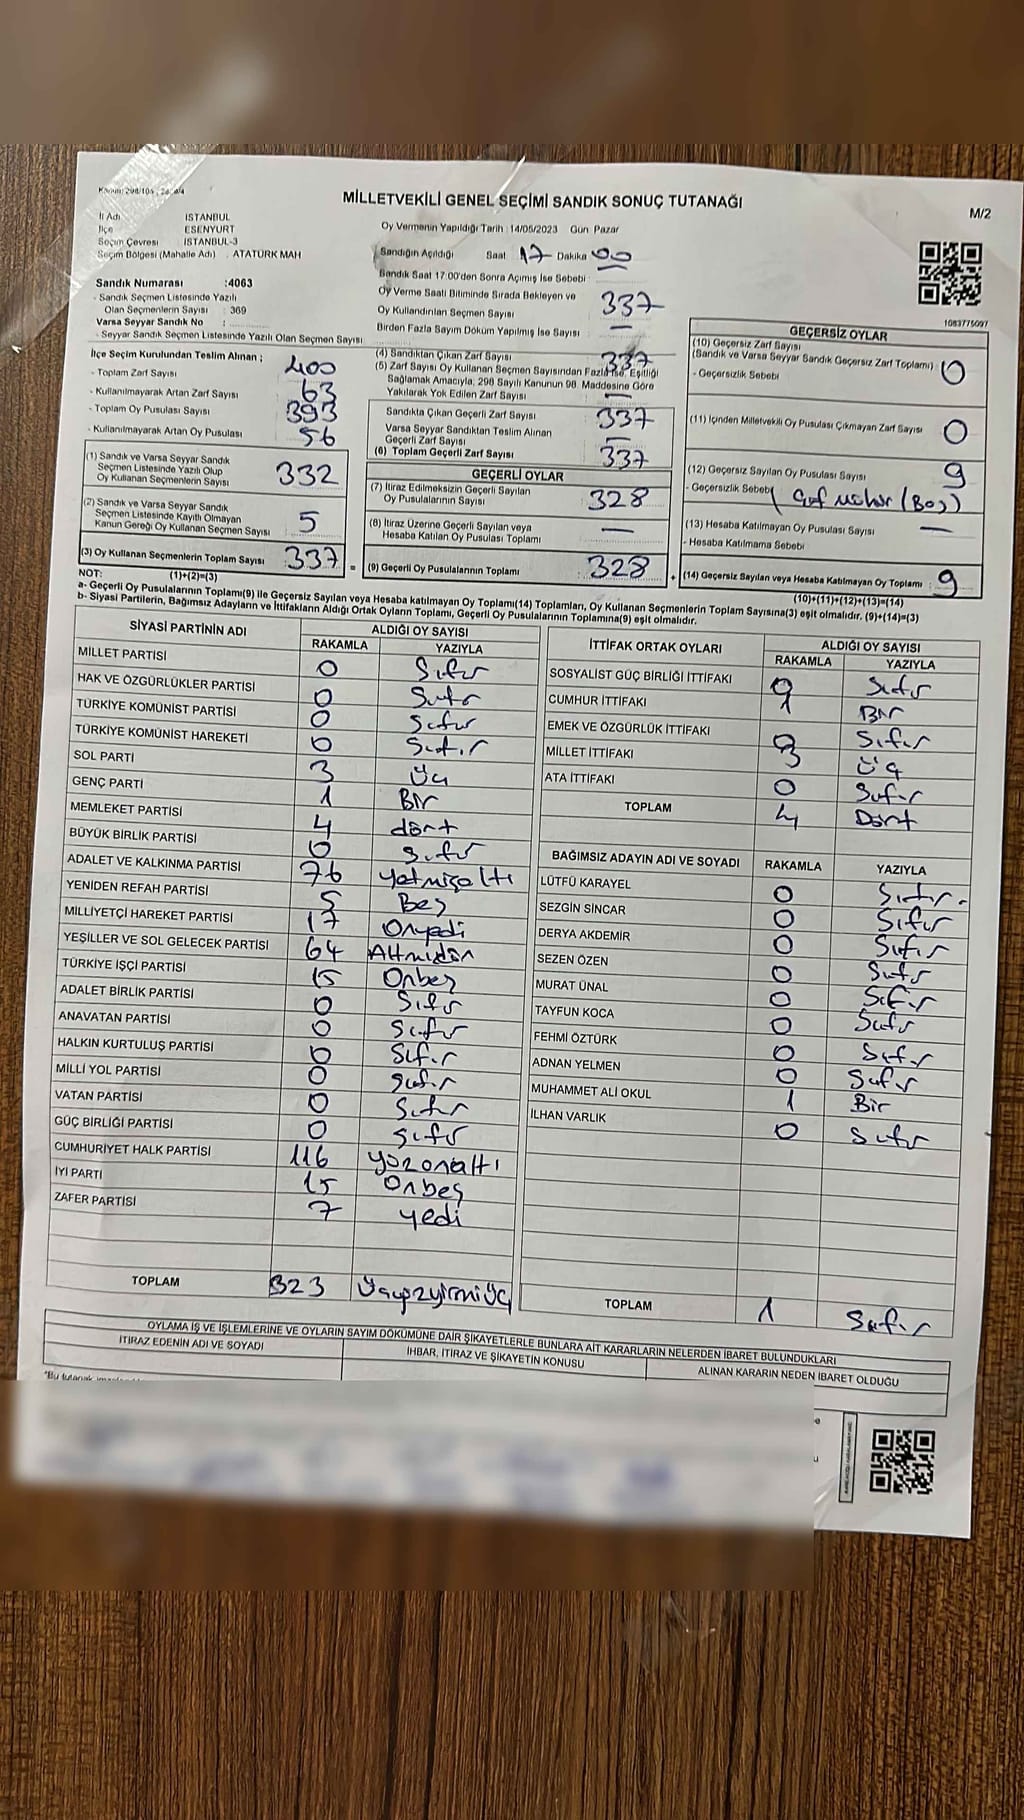 Kanun: 298/105
MİLLETVEKİLİ GENEL SEÇİMİ SANDIK SONUÇ TUTANAĞI
M/2
İl Adı İSTANBUL
İlçe ESENYURT
Seçim Çevresi İSTANBUL-3
Seçim Bölgesi (Mahalle Adı) : ATATÜRK MAH
Oy Vermenin Yapıldığı Tarih : 14/05/2023 Gün Pazar
Sandığın Açıldığı Saat 17 Dakika 00
Sandık Saat 17:00'den Sonra Açılmış İse Sebebi
Oy Verme Saati Bitiminde Sırada Bekleyen ve
Oy Kullandırılan Seçmen Sayısı 337
Birden Fazla Sayım Döküm Yapılmış İse Sayısı —
Sandık Numarası :4063
- Sandık Seçmen Listesinde Yazılı
Olan Seçmenlerin Sayısı : 369
Varsa Seyyar Sandık No :
- Seyyar Sandık Seçmen Listesinde Yazılı Olan Seçmen Sayısı
İlçe Seçim Kurulundan Teslim Alınan ;
- Toplam Zarf Sayısı 400
- Kullanılmayarak Artan Zarf Sayısı 63
- Toplam Oy Pusulası Sayısı 393
- Kullanılmayarak Artan Oy Pusulası 56
(1) Sandık ve Varsa Seyyar Sandık
Seçmen Listesinde Yazılı Olup
Oy Kullanan Seçmenlerin Sayısı 332
(2) Sandık ve Varsa Seyyar Sandık
Seçmen Listesinde Kayıtlı Olmayan
Kanun Gereği Oy Kullanan Seçmen Sayısı 5
(3) Oy Kullanan Seçmenlerin Toplam Sayısı 337
(1)+(2)=(3)
(4) Sandıktan Çıkan Zarf Sayısı 337
(5) Zarf Sayısı Oy Kullanan Seçmen Sayısından Fazla İse, Eşitliği
Sağlamak Amacıyla, 298 Sayılı Kanunun 98. Maddesine Göre
Yakılarak Yok Edilen Zarf Sayısı —
Sandıkta Çıkan Geçerli Zarf Sayısı 337
Varsa Seyyar Sandıktan Teslim Alınan
Geçerli Zarf Sayısı —
(6) Toplam Geçerli Zarf Sayısı 337
GEÇERLİ OYLAR
(7) İtiraz Edilmeksizin Geçerli Sayılan
Oy Pusulalarının Sayısı 328
(8) İtiraz Üzerine Geçerli Sayılan veya
Hesaba Katılan Oy Pusulası Toplamı —
= (9) Geçerli Oy Pusulalarının Toplamı 328
1083775097
GEÇERSİZ OYLAR
(10) Geçersiz Zarf Sayısı
(Sandık ve Varsa Seyyar Sandık Geçersiz Zarf Toplamı) 0
- Geçersizlik Sebebi
(11) İçinden Milletvekili Oy Pusulası Çıkmayan Zarf Sayısı 0
(12) Geçersiz Sayılan Oy Pusulası Sayısı 9
- Geçersizlik Sebebi (Boş)
(13) Hesaba Katılmayan Oy Pusulası Sayısı —
- Hesaba Katılmama Sebebi
+ (14) Geçersiz Sayılan veya Hesaba Katılmayan Oy Toplamı 9
(10)+(11)+(12)+(13)=(14)
NOT:
a- Geçerli Oy Pusulalarının Toplamı(9) ile Geçersiz Sayılan veya Hesaba katılmayan Oy Toplamı(14) Toplamları, Oy Kullanan Seçmenlerin Toplam Sayısına(3) eşit olmalıdır. (9)+(14)=(3)
b- Siyasi Partilerin, Bağımsız Adayların ve İttifakların Aldığı Ortak Oyların Toplamı, Geçerli Oy Pusulalarının Toplamına(9) eşit olmalıdır.
SİYASİ PARTİNİN ADI ALDIĞI OY SAYISI
RAKAMLA YAZIYLA
MİLLET PARTİSİ 0 Sıfır
HAK VE ÖZGÜRLÜKLER PARTİSİ 0 Sıfır
TÜRKİYE KOMÜNİST PARTİSİ 0 Sıfır
TÜRKİYE KOMÜNİST HAREKETİ 0 Sıfır
SOL PARTİ 3 Üç
GENÇ PARTİ 1 Bir
MEMLEKET PARTİSİ 4 dört
BÜYÜK BİRLİK PARTİSİ 0 Sıfır
ADALET VE KALKINMA PARTİSİ 76 yetmişaltı
YENİDEN REFAH PARTİSİ 5 Beş
MİLLİYETÇİ HAREKET PARTİSİ 17 Onyedi
YEŞİLLER VE SOL GELECEK PARTİSİ 64 Altmıdör
TÜRKİYE İŞÇİ PARTİSİ 15 Onbeş
ADALET BİRLİK PARTİSİ 0 Sıfır
ANAVATAN PARTİSİ 0 Sıfır
HALKIN KURTULUŞ PARTİSİ 0 Sıfır
MİLLİ YOL PARTİSİ 0 Sıfır
VATAN PARTİSİ 0 Sıfır
GÜÇ BİRLİĞİ PARTİSİ 0 Sıfır
CUMHURİYET HALK PARTİSİ 116 yüzonaltı
İYİ PARTİ 15 Onbeş
ZAFER PARTİSİ 7 yedi
TOPLAM 323 Üçyüzyirmiüç
İTTİFAK ORTAK OYLARI ALDIĞI OY SAYISI
RAKAMLA YAZIYLA
SOSYALİST GÜÇ BİRLİĞİ İTTİFAKI 0 Sıfır
CUMHUR İTTİFAKI 1 Bir
EMEK VE ÖZGÜRLÜK İTTİFAKI 0 Sıfır
MİLLET İTTİFAKI 3 Üç
ATA İTTİFAKI 0 Sıfır
TOPLAM 4 Dört
BAĞIMSIZ ADAYIN ADI VE SOYADI RAKAMLA YAZIYLA
LÜTFÜ KARAYEL 0 Sıfır
SEZGİN SİNCAR 0 Sıfır
DERYA AKDEMİR 0 Sıfır
SEZEN ÖZEN 0 Sıfır
MURAT ÜNAL 0 Sıfır
TAYFUN KOCA 0 Sıfır
FEHMİ ÖZTÜRK 0 Sıfır
ADNAN YELMEN 0 Sıfır
MUHAMMET ALİ OKUL 1 Bir
İLHAN VARLIK 0 Sıfır
TOPLAM 1 Sıfır
OYLAMA İŞ VE İŞLEMLERİNE VE OYLARIN SAYIM DÖKÜMÜNE DAİR ŞİKAYETLERLE BUNLARA AİT KARARLARIN NELERDEN İBARET BULUNDUKLARI
İTİRAZ EDENİN ADI VE SOYADI İHBAR, İTİRAZ VE ŞİKAYETİN KONUSU ALINAN KARARIN NEDEN İBARET OLDUĞU
*Bu tutanak